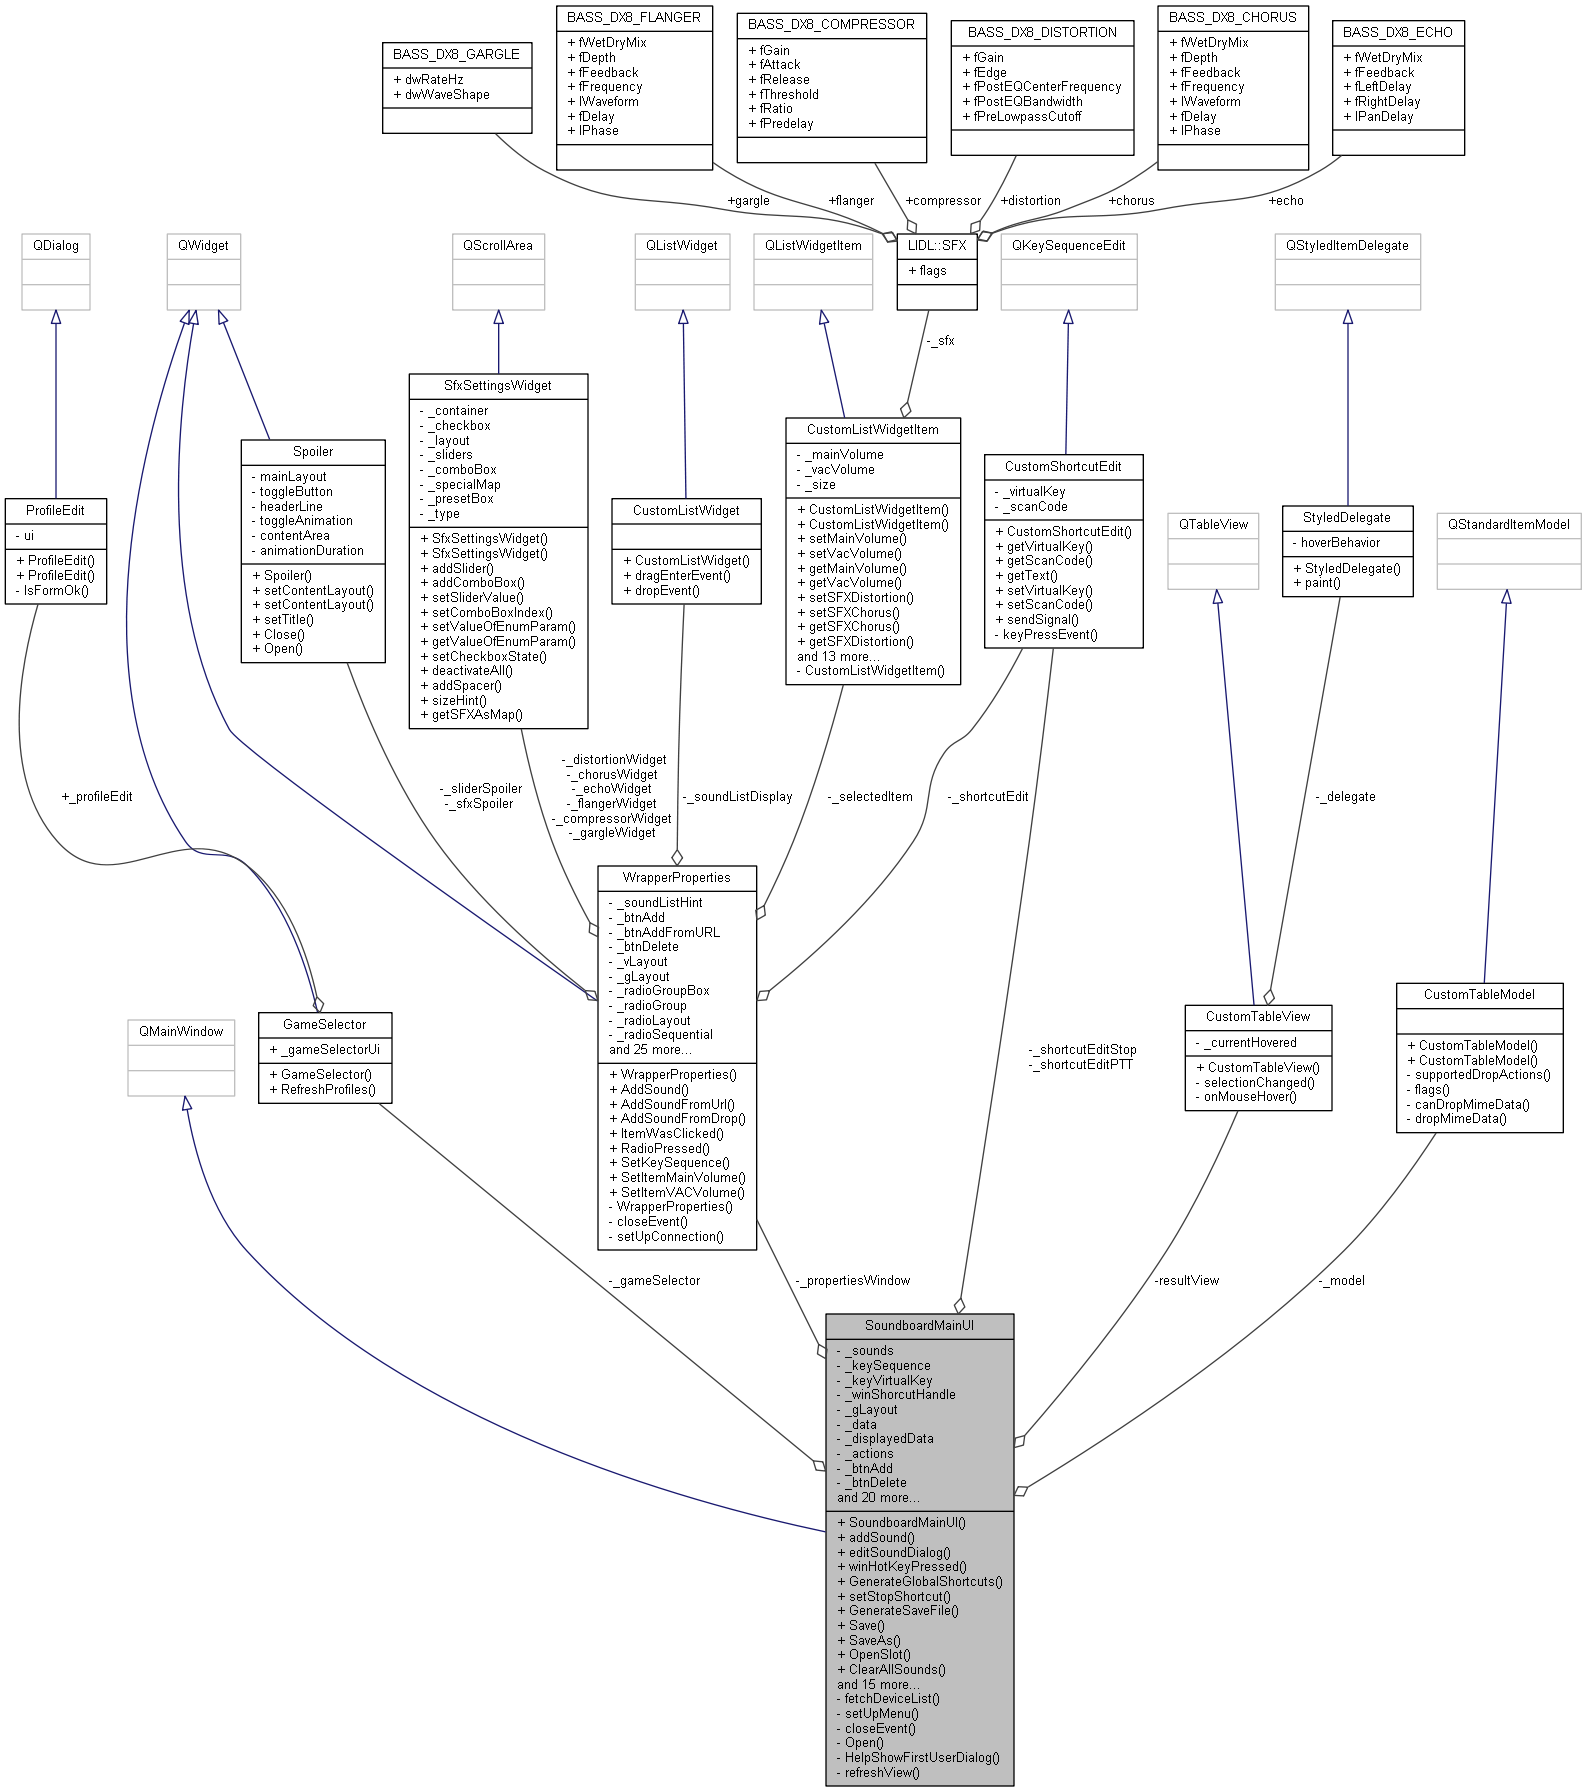 BASS_DX8_GARGLE
+ dwRateHz
+ dwWaveShape
BASS_DX8_FLANGER
+ fWetDryMix
+ fDepth
+ fFeedback
+ fFrequency
+ lWaveform
+ fDelay
+ lPhase
BASS_DX8_COMPRESSOR
+ fGain
+ fAttack
+ fRelease
+ fThreshold
+ fRatio
+ fPredelay
BASS_DX8_DISTORTION
+ fGain
+ fEdge
+ fPostEQCenterFrequency
+ fPostEQBandwidth
+ fPreLowpassCutoff
BASS_DX8_CHORUS
+ fWetDryMix
+ fDepth
+ fFeedback
+ fFrequency
+ lWaveform
+ fDelay
+ lPhase
BASS_DX8_ECHO
+ fWetDryMix
+ fFeedback
+ fLeftDelay
+ fRightDelay
+ lPanDelay
+gargle
+flanger
+compressor
+distortion
+chorus
+echo
QDialog
QWidget
QScrollArea
QListWidget
QListWidgetItem
LIDL::SFX
+ flags
QKeySequenceEdit
QStyledItemDelegate
-_sfx
ProfileEdit
- ui
+ ProfileEdit()
+ ProfileEdit()
- IsFormOk()
Spoiler
- mainLayout
- toggleButton
- headerLine
- toggleAnimation
- contentArea
- animationDuration
+ Spoiler()
+ setContentLayout()
+ setContentLayout()
+ setTitle()
+ Close()
+ Open()
SfxSettingsWidget
- _container
- _checkbox
- _layout
- _sliders
- _comboBox
- _specialMap
- _presetBox
- _type
+ SfxSettingsWidget()
+ SfxSettingsWidget()
+ addSlider()
+ addComboBox()
+ setSliderValue()
+ setComboBoxIndex()
+ setValueOfEnumParam()
+ getValueOfEnumParam()
+ setCheckboxState()
+ deactivateAll()
+ addSpacer()
+ sizeHint()
+ getSFXAsMap()
CustomListWidget
+ CustomListWidget()
+ dragEnterEvent()
+ dropEvent()
CustomListWidgetItem
- _mainVolume
- _vacVolume
- _size
+ CustomListWidgetItem()
+ CustomListWidgetItem()
+ setMainVolume()
+ setVacVolume()
+ getMainVolume()
+ getVacVolume()
+ setSFXDistortion()
+ setSFXChorus()
+ getSFXChorus()
+ getSFXDistortion()
and 13 more...
- CustomListWidgetItem()
CustomShortcutEdit
- _virtualKey
- _scanCode
+ CustomShortcutEdit()
+ getVirtualKey()
+ getScanCode()
+ getText()
+ setVirtualKey()
+ setScanCode()
+ sendSignal()
- keyPressEvent()
QTableView
StyledDelegate
- hoverBehavior
+ StyledDelegate()
+ paint()
QStandardItemModel
+_profileEdit
-_sliderSpoiler
-_sfxSpoiler
-_distortionWidget
-_chorusWidget
-_echoWidget
-_flangerWidget
-_compressorWidget
-_gargleWidget
-_soundListDisplay
-_selectedItem
-_shortcutEdit
-_delegate
WrapperProperties
- _soundListHint
- _btnAdd
- _btnAddFromURL
- _btnDelete
- _vLayout
- _gLayout
- _radioGroupBox
- _radioGroup
- _radioLayout
- _radioSequential
and 25 more...
+ WrapperProperties()
+ AddSound()
+ AddSoundFromUrl()
+ AddSoundFromDrop()
+ ItemWasClicked()
+ RadioPressed()
+ SetKeySequence()
+ SetItemMainVolume()
+ SetItemVACVolume()
- WrapperProperties()
- closeEvent()
- setUpConnection()
QMainWindow
GameSelector
+ _gameSelectorUi
+ GameSelector()
+ RefreshProfiles()
-_shortcutEditStop
-_shortcutEditPTT
CustomTableView
- _currentHovered
+ CustomTableView()
- selectionChanged()
- onMouseHover()
CustomTableModel
+ CustomTableModel()
+ CustomTableModel()
- supportedDropActions()
- flags()
- canDropMimeData()
- dropMimeData()
-_gameSelector
-_propertiesWindow
-resultView
-_model
SoundboardMainUI
- _sounds
- _keySequence
- _keyVirtualKey
- _winShorcutHandle
- _gLayout
- _data
- _displayedData
- _actions
- _btnAdd
- _btnDelete
and 20 more...
+ SoundboardMainUI()
+ addSound()
+ editSoundDialog()
+ winHotKeyPressed()
+ GenerateGlobalShortcuts()
+ setStopShortcut()
+ GenerateSaveFile()
+ Save()
+ SaveAs()
+ OpenSlot()
+ ClearAllSounds()
and 15 more...
- fetchDeviceList()
- setUpMenu()
- closeEvent()
- Open()
- HelpShowFirstUserDialog()
- refreshView()